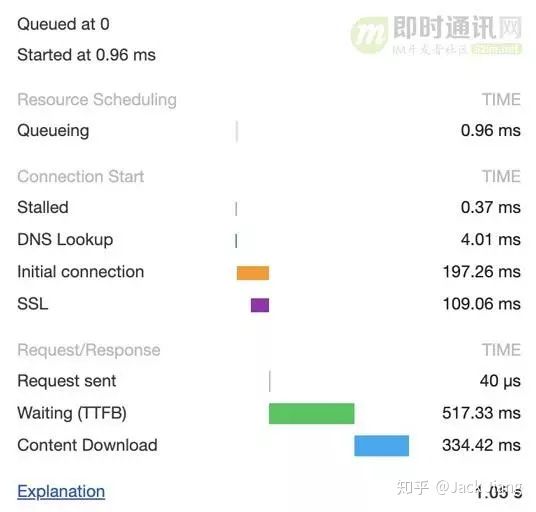 Queued at 0
Started at 0.96 ms
即时通讯网
IM开发者社区 52im.net
Resource Scheduling TIME
Queueing 0.96 ms
Connection Start TIME
Stalled 0.37 ms
DNS Lookup 4.01 ms
Initial connection 197.26 ms
SSL 109.06 ms
Request/Response TIME
Request sent 40 μs
Waiting (TTFB) 517.33 ms
Content Download 334.42 ms
Explanation 1.05 s
知乎 @Jack Jiang